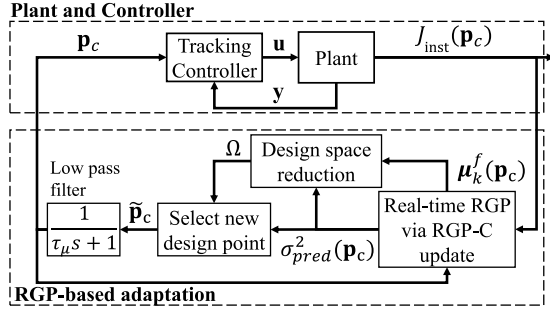 Plant and Controller
𝐩_c
Tracking
Controller
𝐮
Plant
J_inst(𝐩_c)
𝐲
Low pass
filter
1
τ_μ s + 1
𝐩̃_c
Ω
Design space
reduction
Select new
design point
σ²_pred(𝐩_c)
𝝁_k^f(𝐩_c)
Real-time RGP
via RGP-C
update
RGP-based adaptation